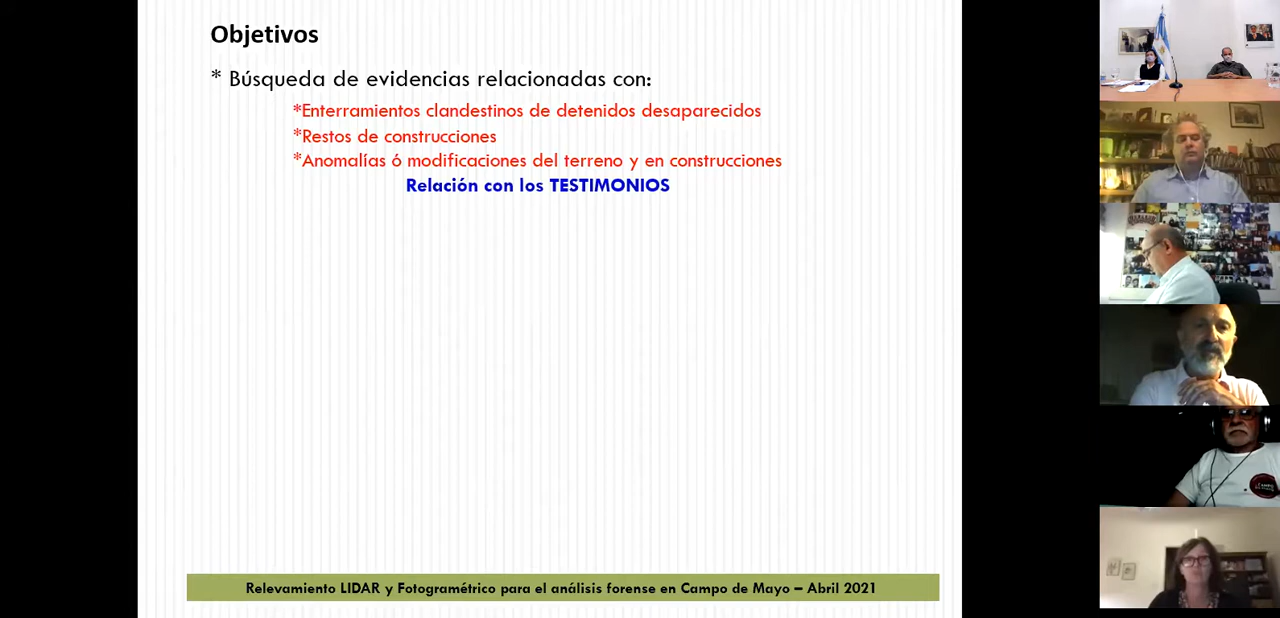 Objetivos
* Búsqueda de evidencias relacionadas con:
*Enterramientos clandestinos de detenidos desaparecidos
*Restos de construcciones
*Anomalías ó modificaciones del terreno y en construcciones
Relación con los TESTIMONIOS
Relevamiento LIDAR y Fotogramétrico para el análisis forense en Campo de Mayo – Abril 2021